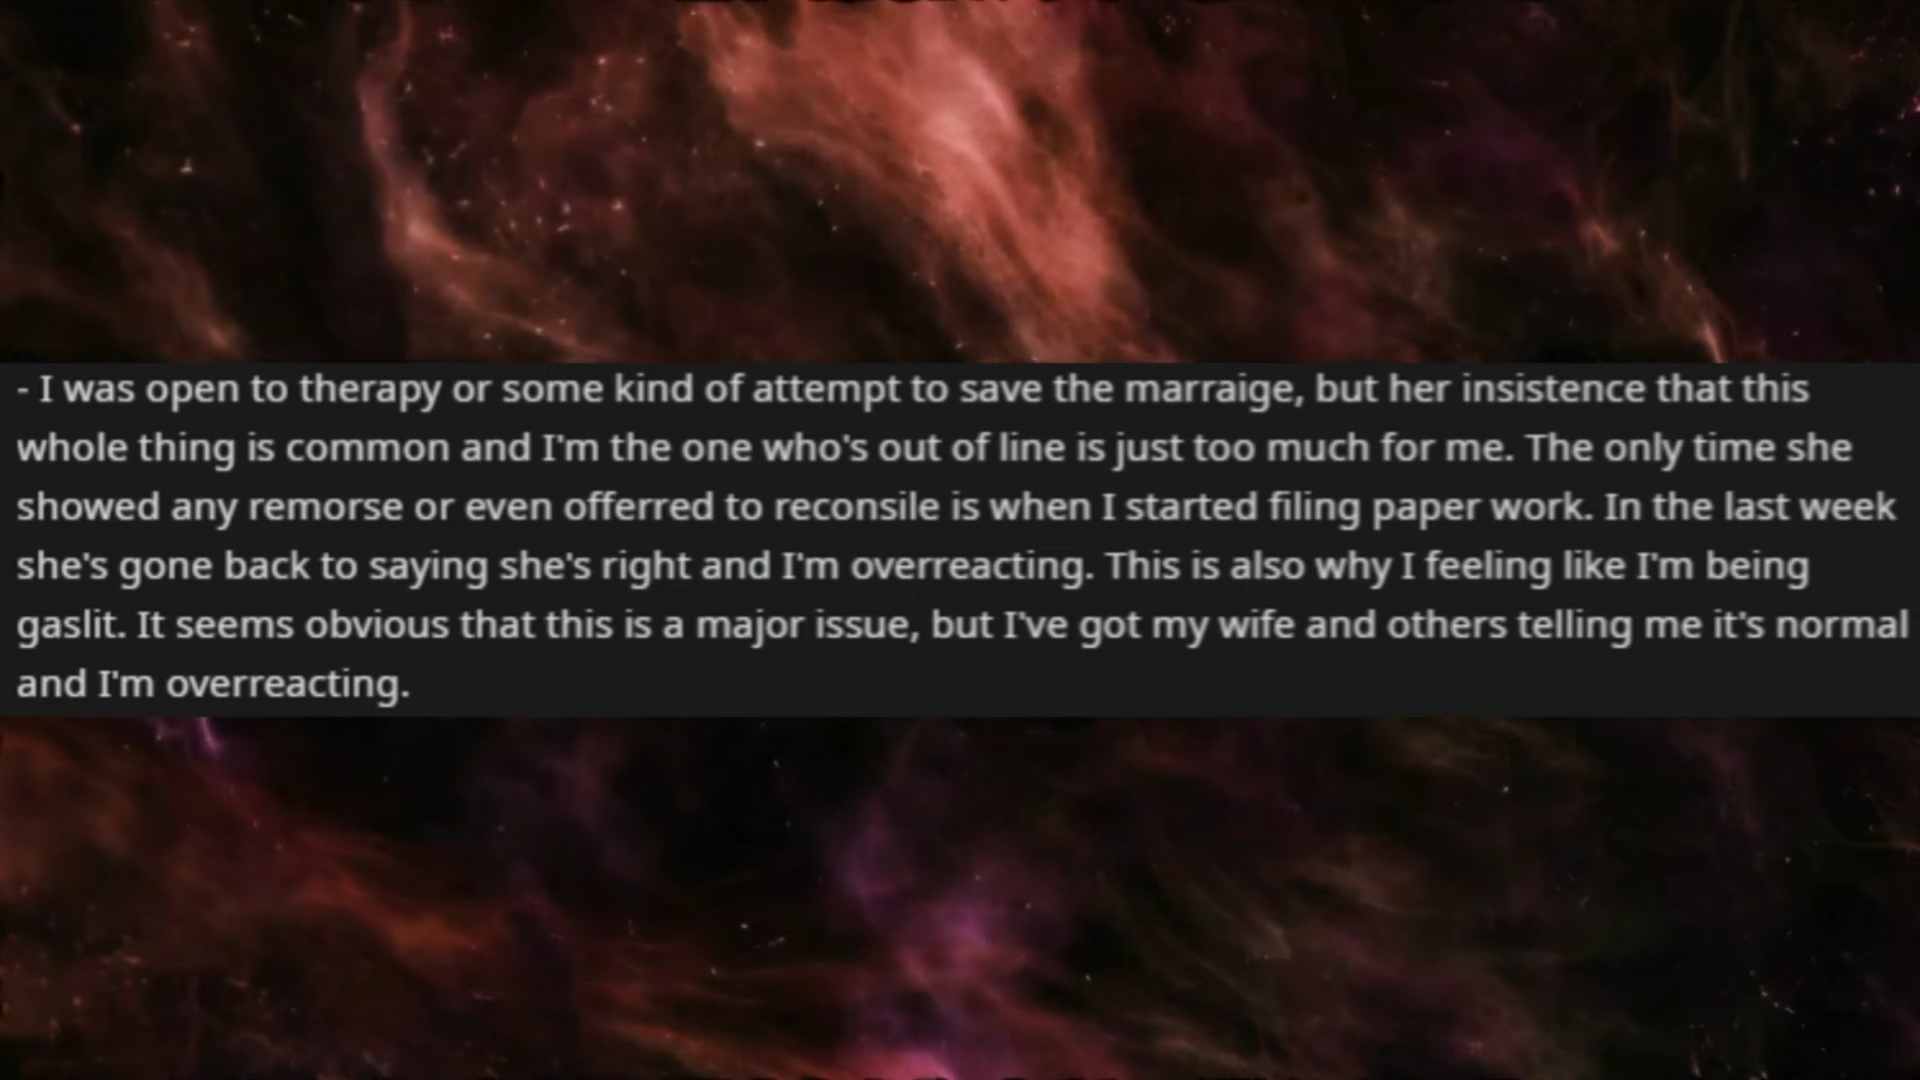 - I was open to therapy or some kind of attempt to save the marraige, but her insistence that this
whole thing is common and I'm the one who's out of line is just too much for me. The only time she
showed any remorse or even offerred to reconsile is when I started filing paper work. In the last week
she's gone back to saying she's right and I'm overreacting. This is also why I feeling like I'm being
gaslit. It seems obvious that this is a major issue, but I've got my wife and others telling me it's normal
and I'm overreacting.